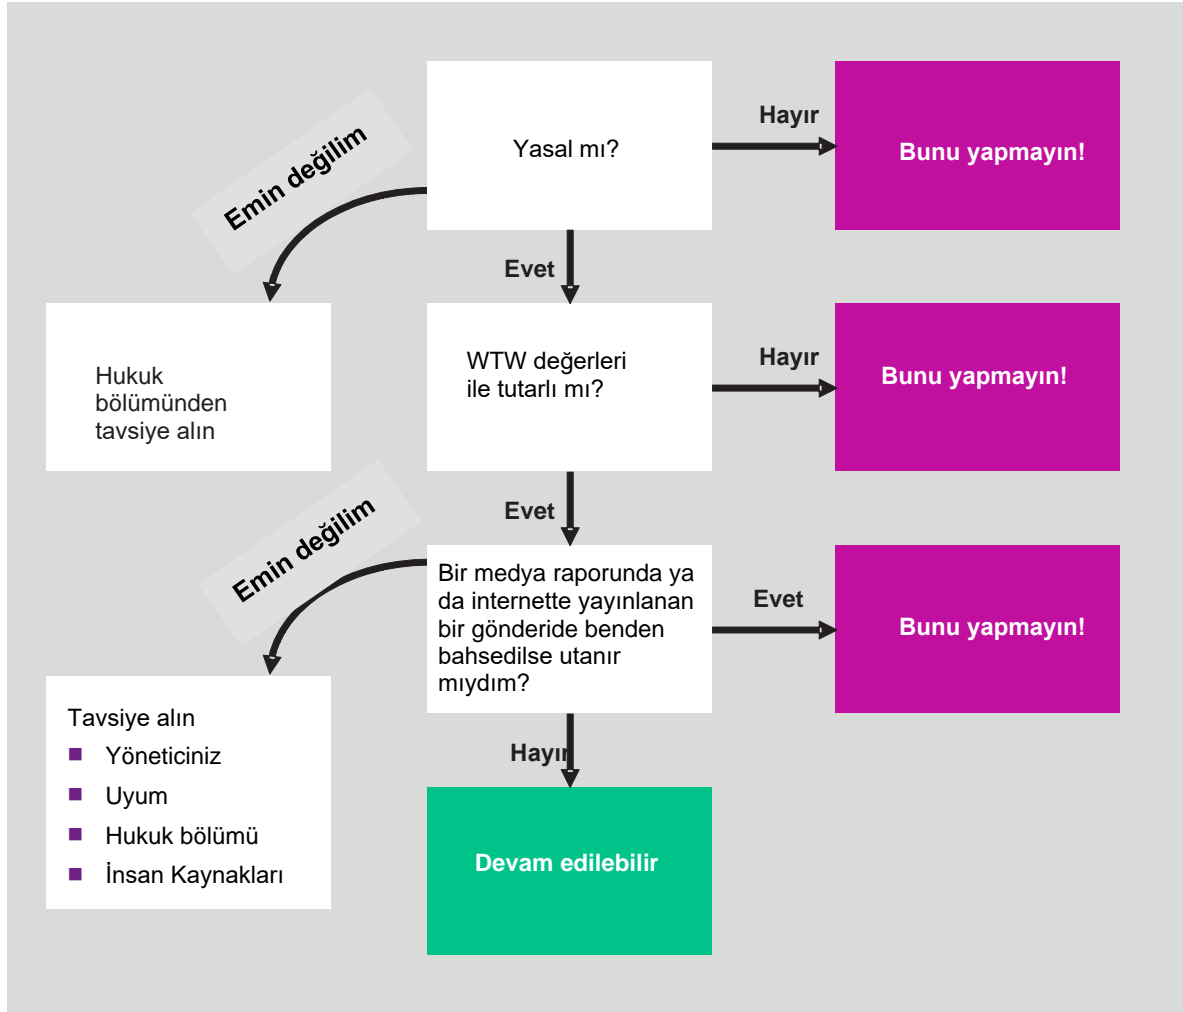 Yasal mı?
Hayır
Bunu yapmayın!
Emin değilim
Evet
Hukuk
bölümünden
tavsiye alın
WTW değerleri
ile tutarlı mı?
Hayır
Bunu yapmayın!
Evet
Emin değilim
Bir medya raporunda ya
da internette yayınlanan
bir gönderide benden
bahsedilse utanır
mıydım?
Evet
Bunu yapmayın!
Tavsiye alın
Yöneticiniz
Uyum
Hukuk bölümü
İnsan Kaynakları
Hayır
Devam edilebilir